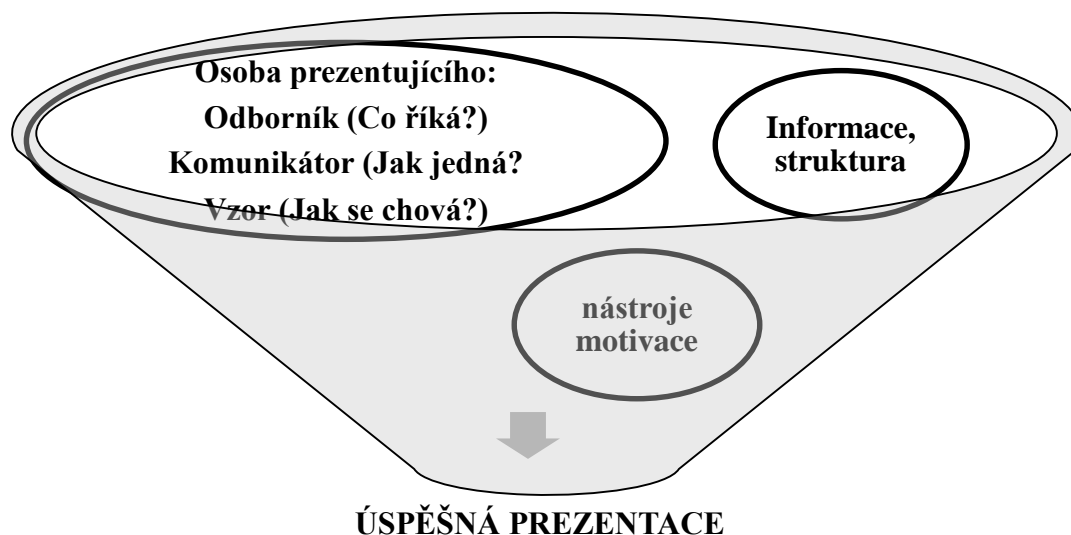 Osoba prezentujícího:
Odborník (Co říká?)
Komunikátor (Jak jedná?
Vzor (Jak se chová?)
Informace,
struktura
nástroje
motivace
ÚSPĚŠNÁ PREZENTACE